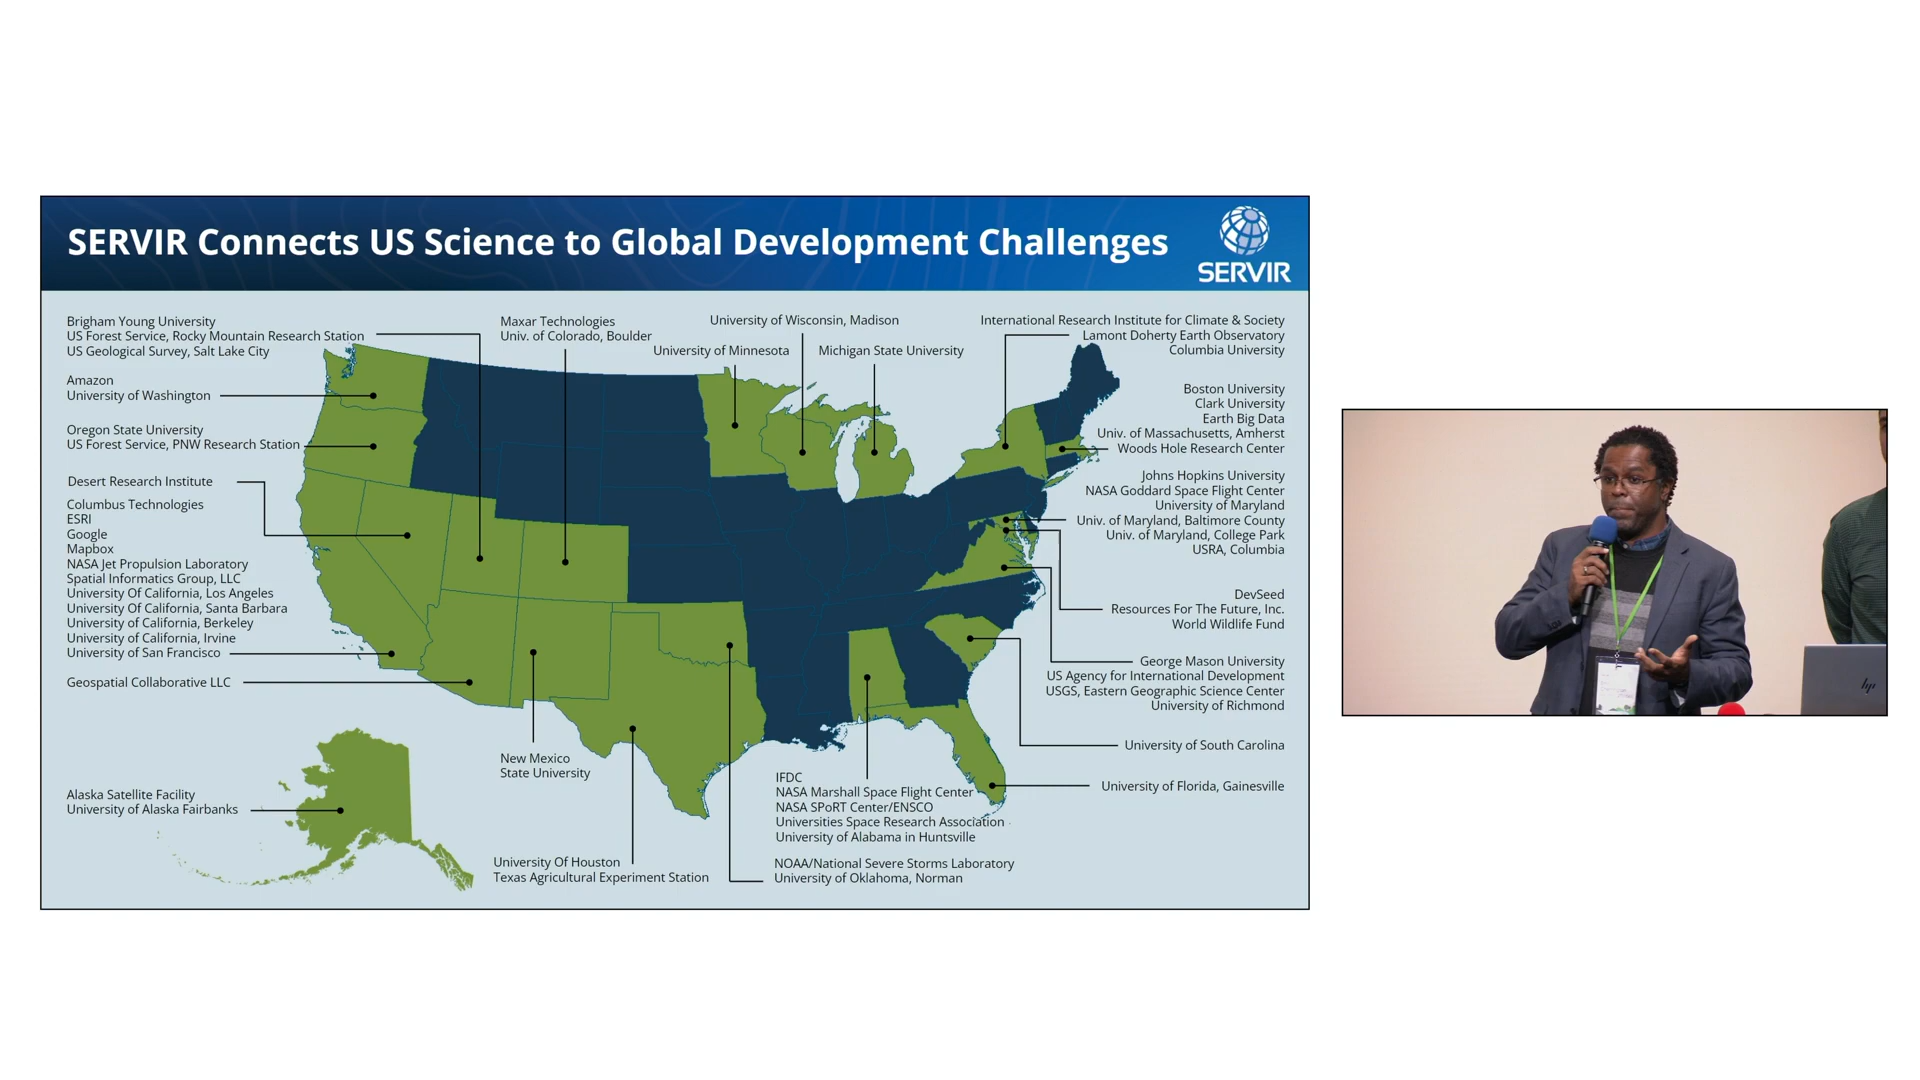 SERVIR Connects US Science to Global Development Challenges
SERVIR
Brigham Young University
US Forest Service, Rocky Mountain Research Station
US Geological Survey, Salt Lake City
Amazon
University of Washington
Oregon State University
US Forest Service, PNW Research Station
Desert Research Institute
Columbus Technologies
ESRI
Google
Mapbox
NASA Jet Propulsion Laboratory
Spatial Informatics Group, LLC
University Of California, Los Angeles
University Of California, Santa Barbara
University of California, Berkeley
University of California, Irvine
University of San Francisco
Geospatial Collaborative LLC
Alaska Satellite Facility
University of Alaska Fairbanks
Maxar Technologies
Univ. of Colorado, Boulder
University of Minnesota
University of Wisconsin, Madison
Michigan State University
International Research Institute for Climate & Society
Lamont Doherty Earth Observatory
Columbia University
Boston University
Clark University
Earth Big Data
Univ. of Massachusetts, Amherst
Woods Hole Research Center
Johns Hopkins University
NASA Goddard Space Flight Center
University of Maryland
Univ. of Maryland, Baltimore County
Univ. of Maryland, College Park
USRA, Columbia
DevSeed
Resources For The Future, Inc.
World Wildlife Fund
George Mason University
US Agency for International Development
USGS, Eastern Geographic Science Center
University of Richmond
University of South Carolina
University of Florida, Gainesville
New Mexico
State University
University Of Houston
Texas Agricultural Experiment Station
IFDC
NASA Marshall Space Flight Center
NASA SPoRT Center/ENSCO
Universities Space Research Association
University of Alabama in Huntsville
NOAA/National Severe Storms Laboratory
University of Oklahoma, Norman
hp